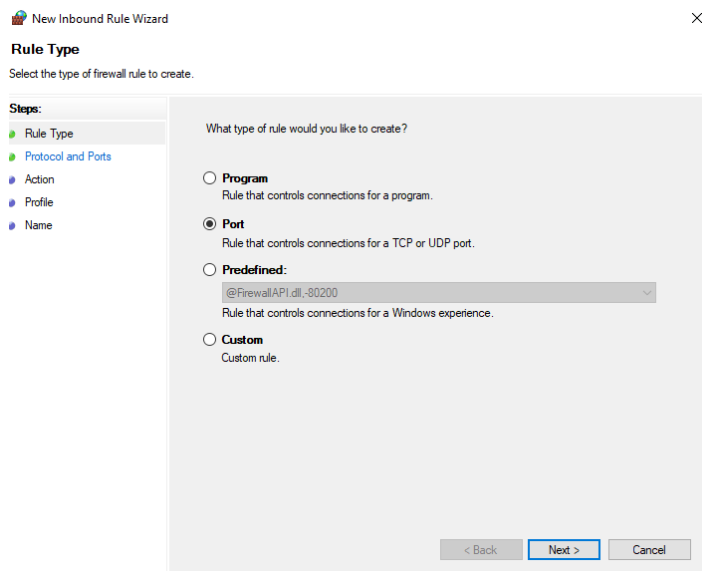 New Inbound Rule Wizard
Rule Type
Select the type of firewall rule to create.
Steps:
Rule Type
Protocol and Ports
Action
Profile
Name
What type of rule would you like to create?
Program
Rule that controls connections for a program.
Port
Rule that controls connections for a TCP or UDP port.
Predefined:
@FirewallAPI.dll,-80200
Rule that controls connections for a Windows experience.
Custom
Custom rule.
< Back Next > Cancel